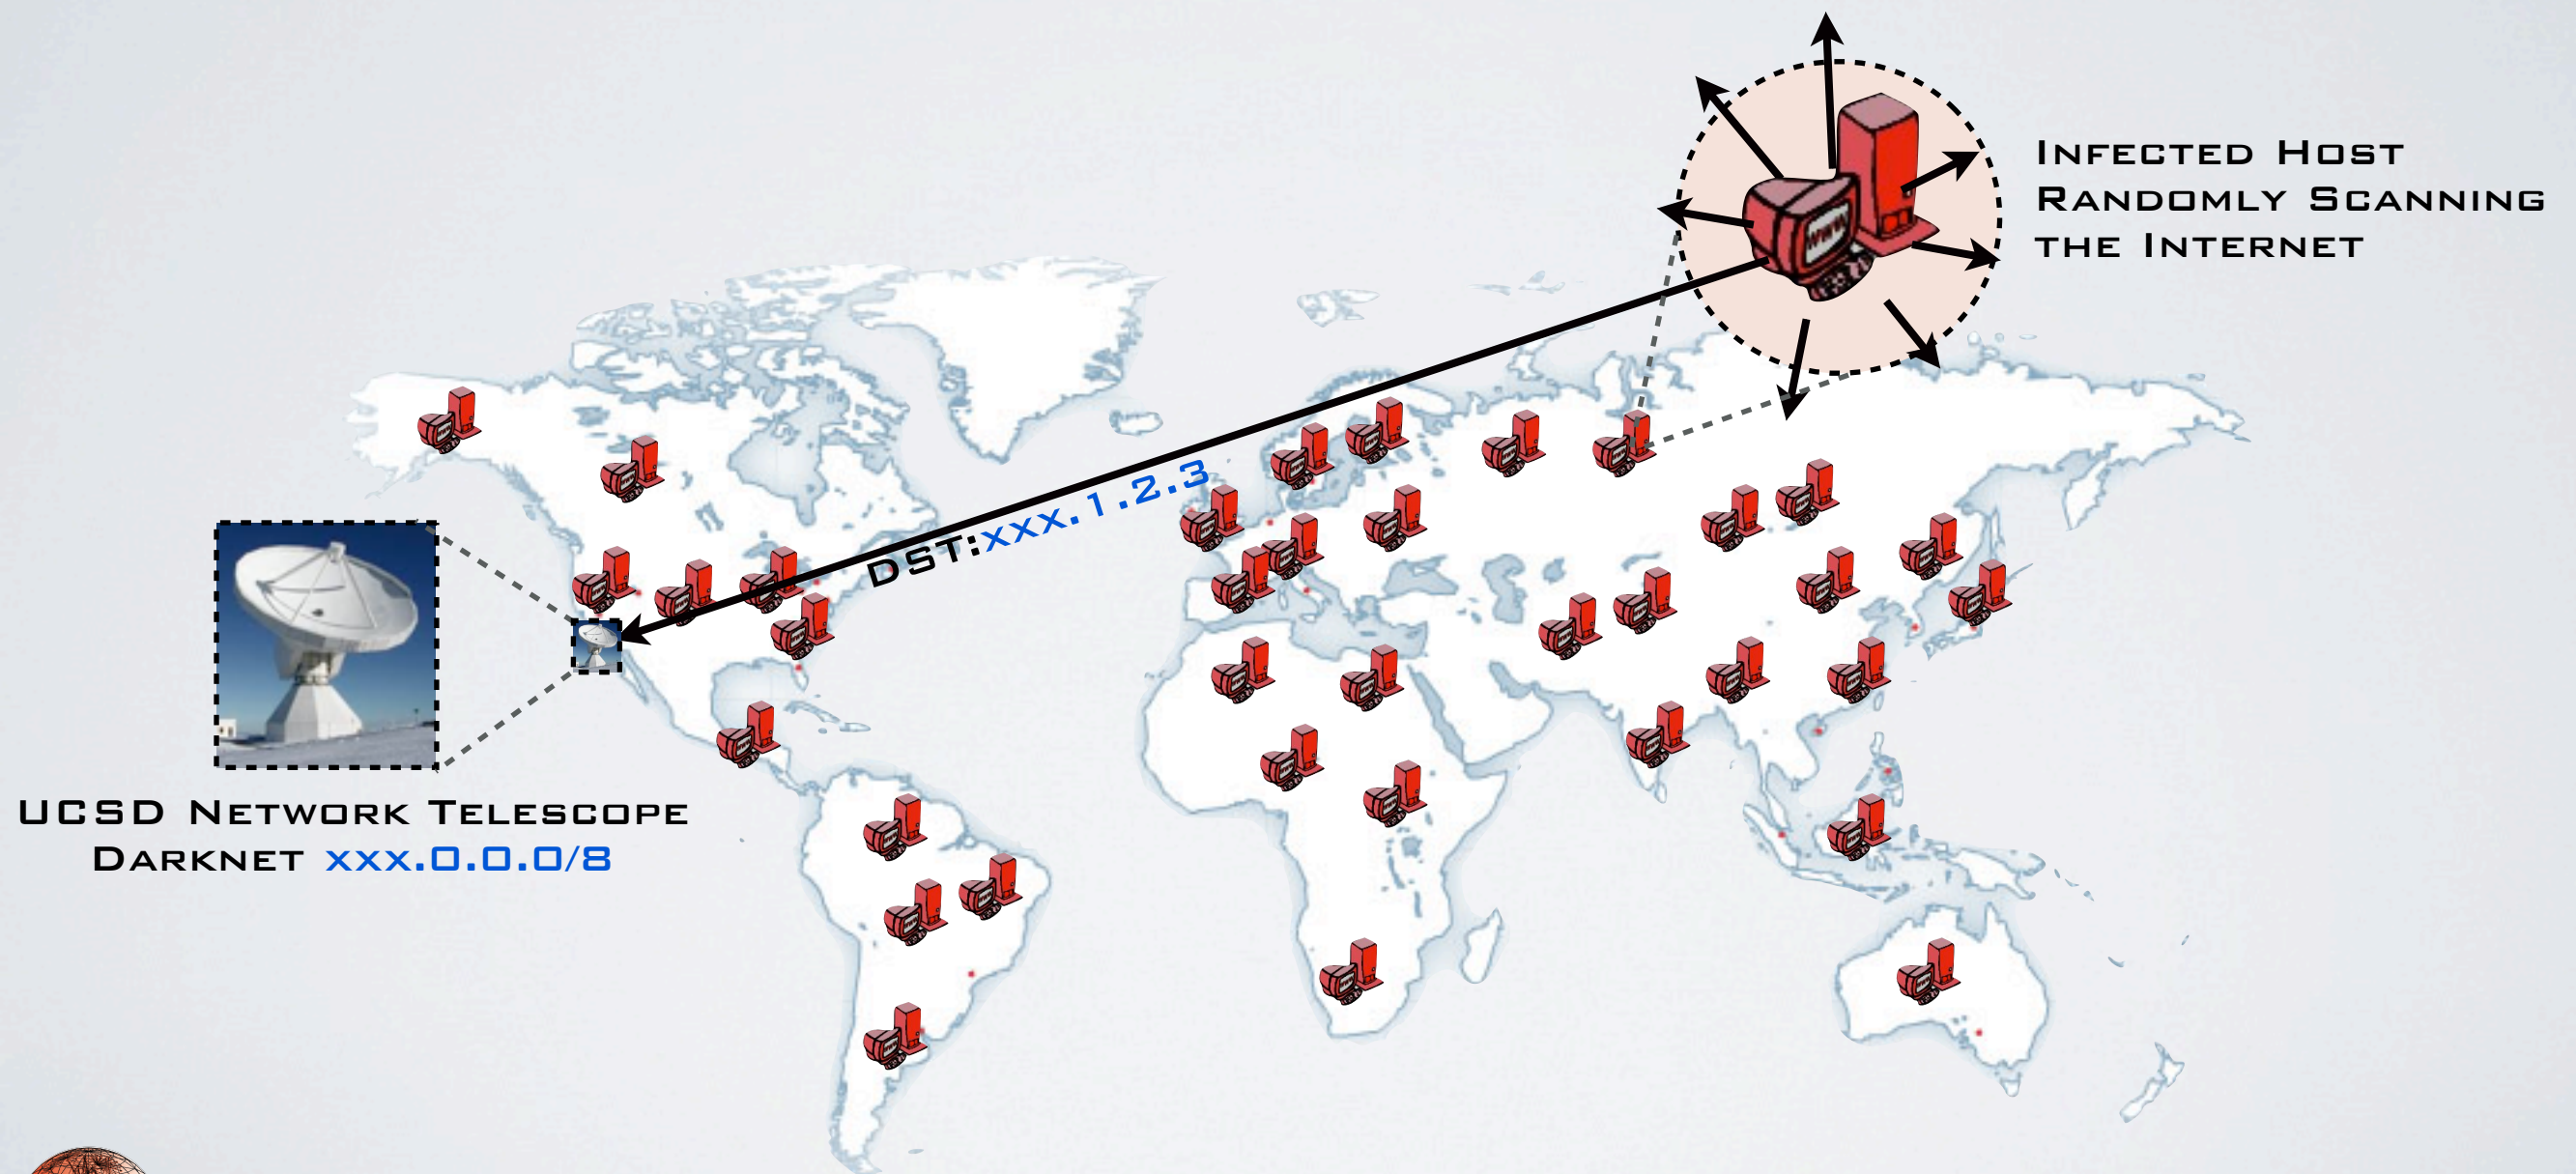 Infected Host
Randomly Scanning
the Internet
DST:xxx.1.2.3
UCSD Network Telescope
Darknet xxx.0.0.0/8
www